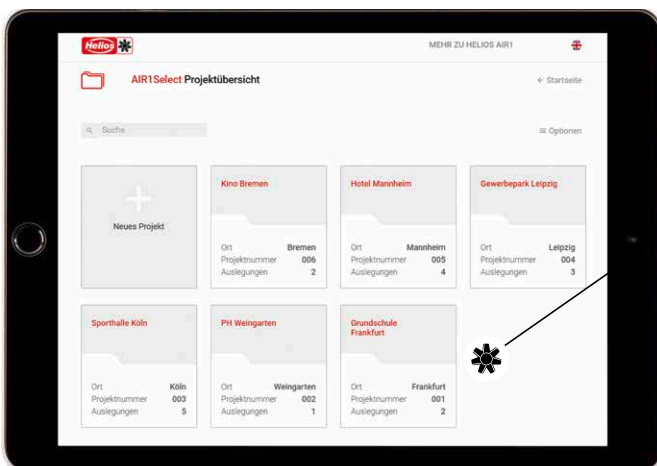 Helios
MEHR ZU HELIOS AIR1
AIR1Select Projektübersicht
← Startseite
Suche
Optionen
Neues Projekt
Kino Bremen
Ort Bremen
Projektnummer 006
Auslegungen 2
Hotel Mannheim
Ort Mannheim
Projektnummer 005
Auslegungen 4
Gewerbepark Leipzig
Ort Leipzig
Projektnummer 004
Auslegungen 3
Sporthalle Köln
Ort Köln
Projektnummer 003
Auslegungen 5
PH Weingarten
Ort Weingarten
Projektnummer 002
Auslegungen 1
Grundschule
Frankfurt
Ort Frankfurt
Projektnummer 001
Auslegungen 2